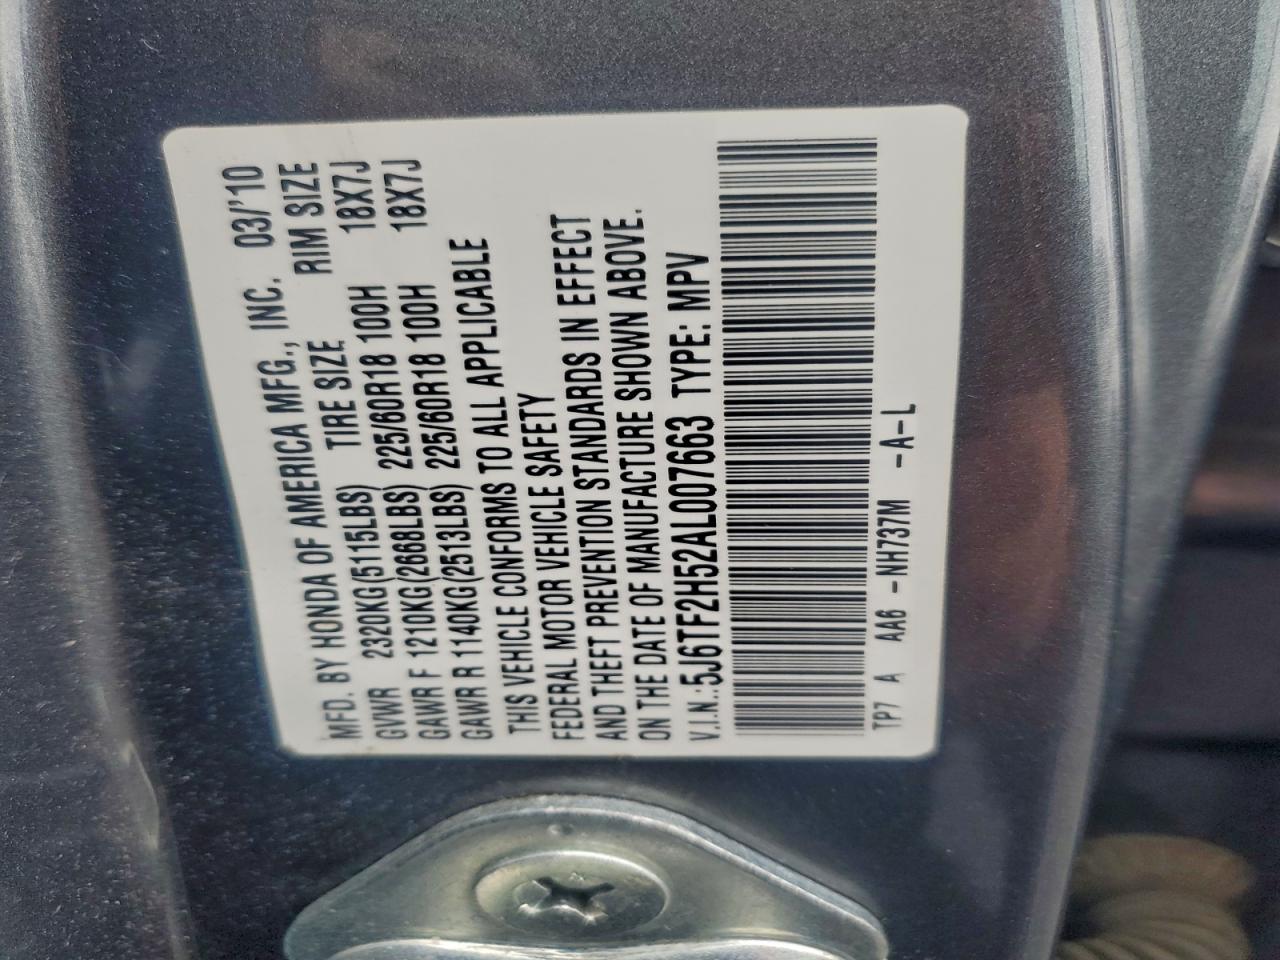 MFD. BY HONDA OF AMERICA MFG., INC. 03/'10
GVWR 2320KG(5115LBS) TIRE SIZE RIM SIZE
GAWR F 1210KG(2668LBS) 225/60R18 100H 18X7J
GAWR R 1140KG(2513LBS) 225/60R18 100H 18X7J
THIS VEHICLE CONFORMS TO ALL APPLICABLE
FEDERAL MOTOR VEHICLE SAFETY
AND THEFT PREVENTION STANDARDS IN EFFECT
ON THE DATE OF MANUFACTURE SHOWN ABOVE.
V.I.N.:5J6TF2H52AL007663 TYPE: MPV
TP7 A AA6 -NH737M -A-L